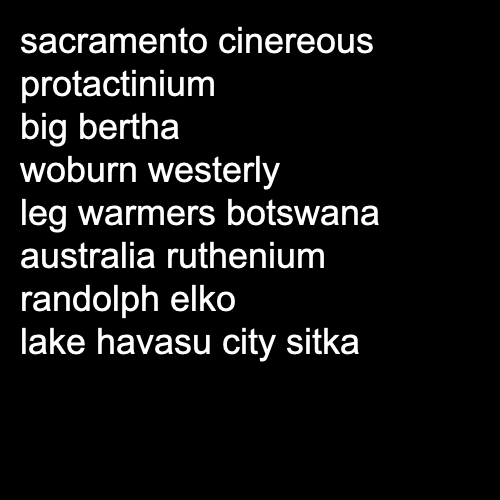 sacramento cinereous
protactinium
big bertha
woburn westerly
leg warmers botswana
australia ruthenium
randolph elko
lake havasu city sitka